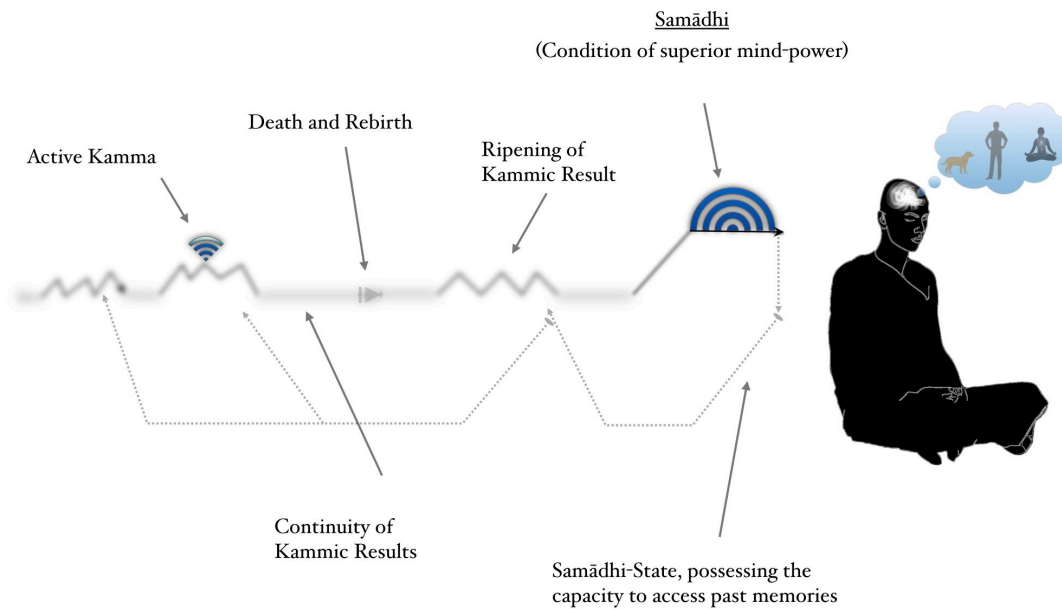 Samādhi
(Condition of superior mind-power)
Death and Rebirth
Active Kamma
Ripening of
Kammic Result
Continuity of
Kammic Results
Samādhi-State, possessing the
capacity to access past memories